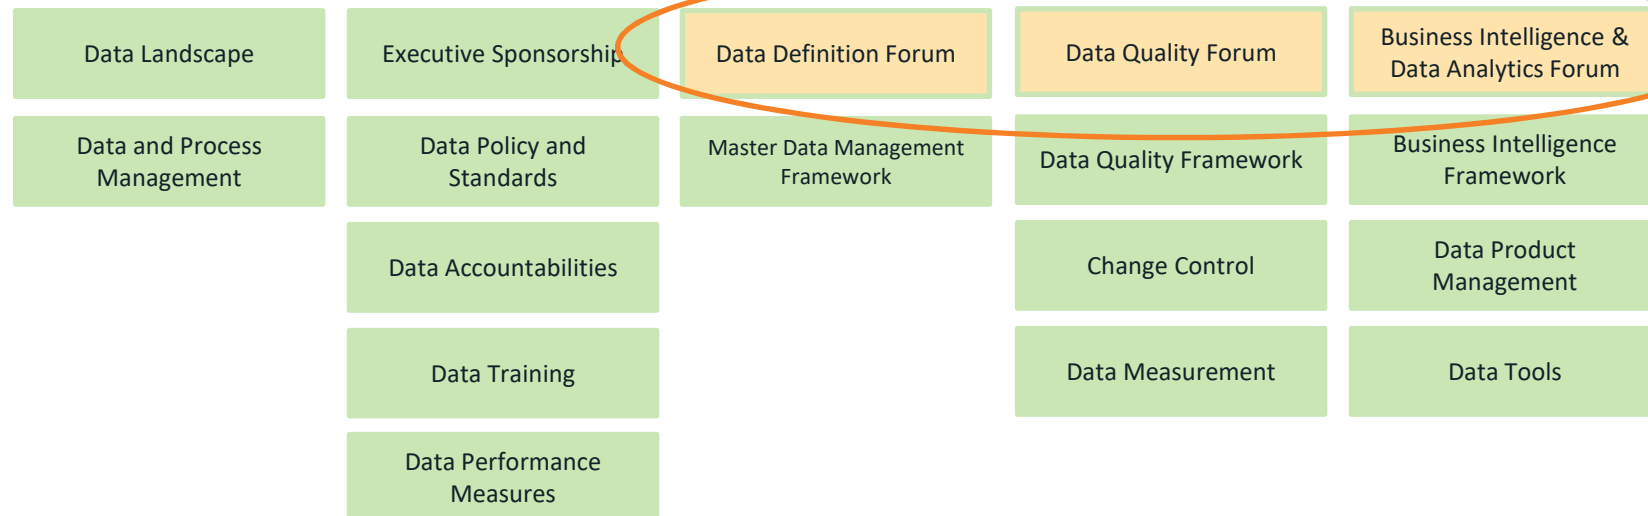 Data Landscape
Executive Sponsorship
Data Definition Forum
Data Quality Forum
Business Intelligence &
Data Analytics Forum
Data and Process
Management
Data Policy and
Standards
Master Data Management
Framework
Data Quality Framework
Business Intelligence
Framework
Data Accountabilities
Change Control
Data Product
Management
Data Training
Data Measurement
Data Tools
Data Performance
Measures